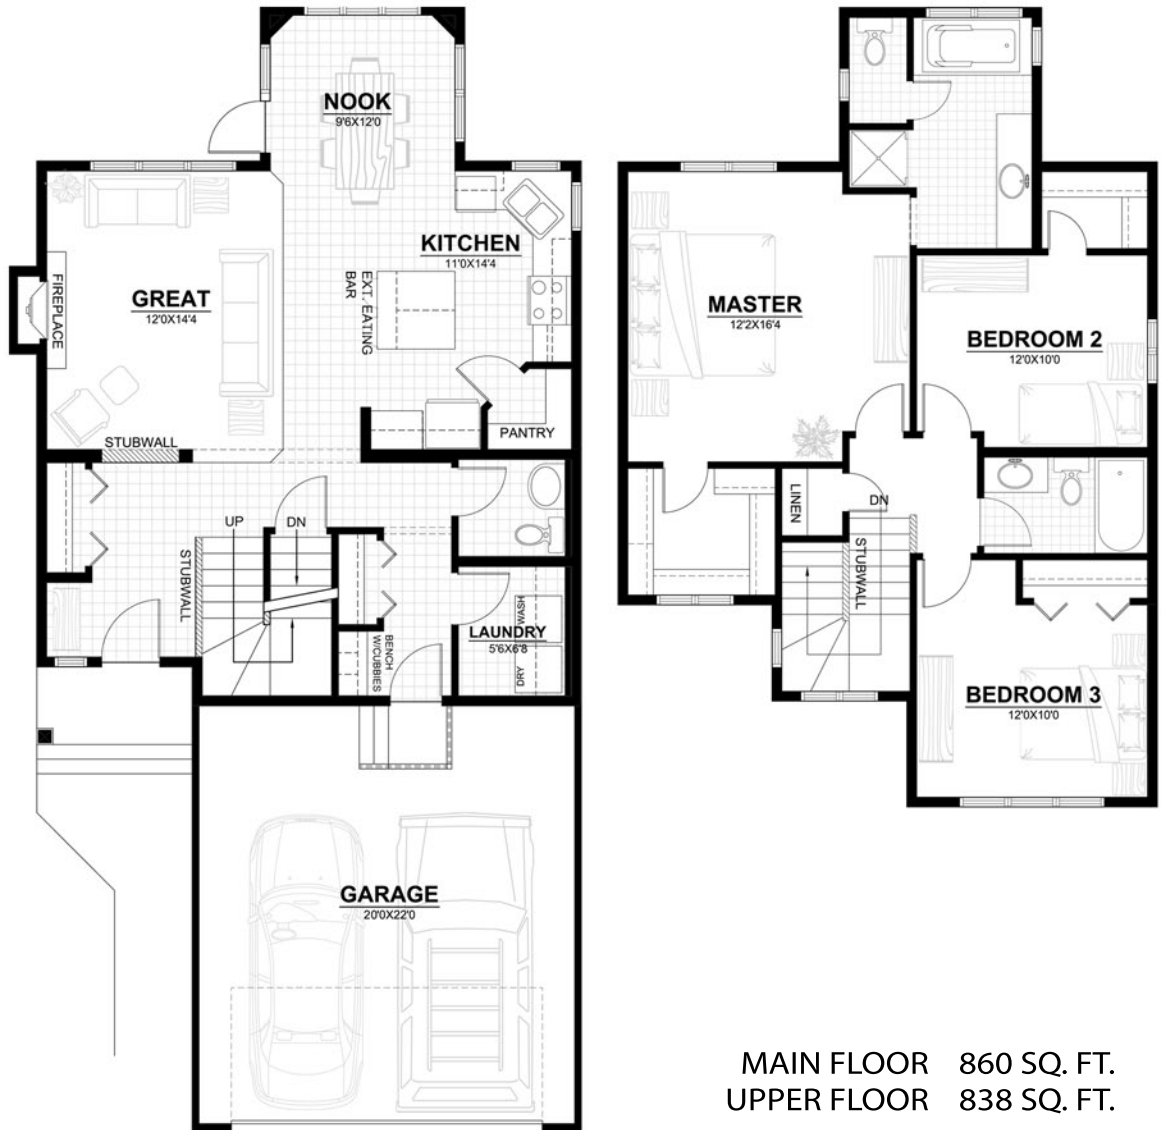 NOOK
9'6X12'0
KITCHEN
11'0X14'4
EXT. EATING
BAR
GREAT
12'0X14'4
FIREPLACE
STUBWALL
PANTRY
UP
DN
STUBWALL
BENCH
W/CUBBIES
LAUNDRY
5'6X6'8
WASH
DRY
GARAGE
20'0X22'0
MASTER
12'2X16'4
BEDROOM 2
12'0X10'0
LINEN
DN
STUBWALL
BEDROOM 3
12'0X10'0
MAIN FLOOR 860 SQ. FT.
UPPER FLOOR 838 SQ. FT.